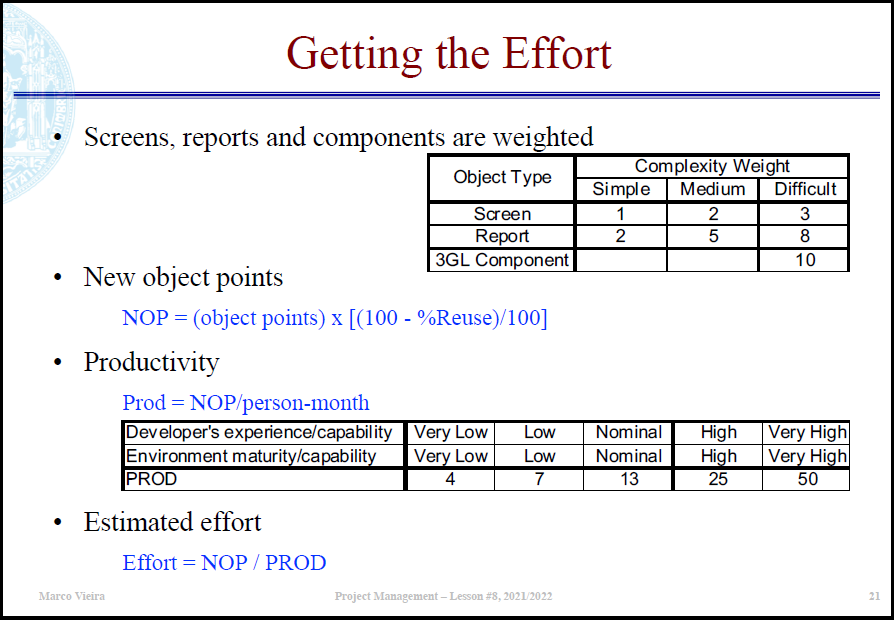 Getting the Effort
• Screens, reports and components are weighted
Object Type Complexity Weight
Simple Medium Difficult
Screen 1 2 3
Report 2 5 8
3GL Component 10
• New object points
NOP = (object points) x [(100 - %Reuse)/100]
• Productivity
Prod = NOP/person-month
Developer's experience/capability Very Low Low Nominal High Very High
Environment maturity/capability Very Low Low Nominal High Very High
PROD 4 7 13 25 50
• Estimated effort
Effort = NOP / PROD
Marco Vieira Project Management – Lesson #8, 2021/2022 21